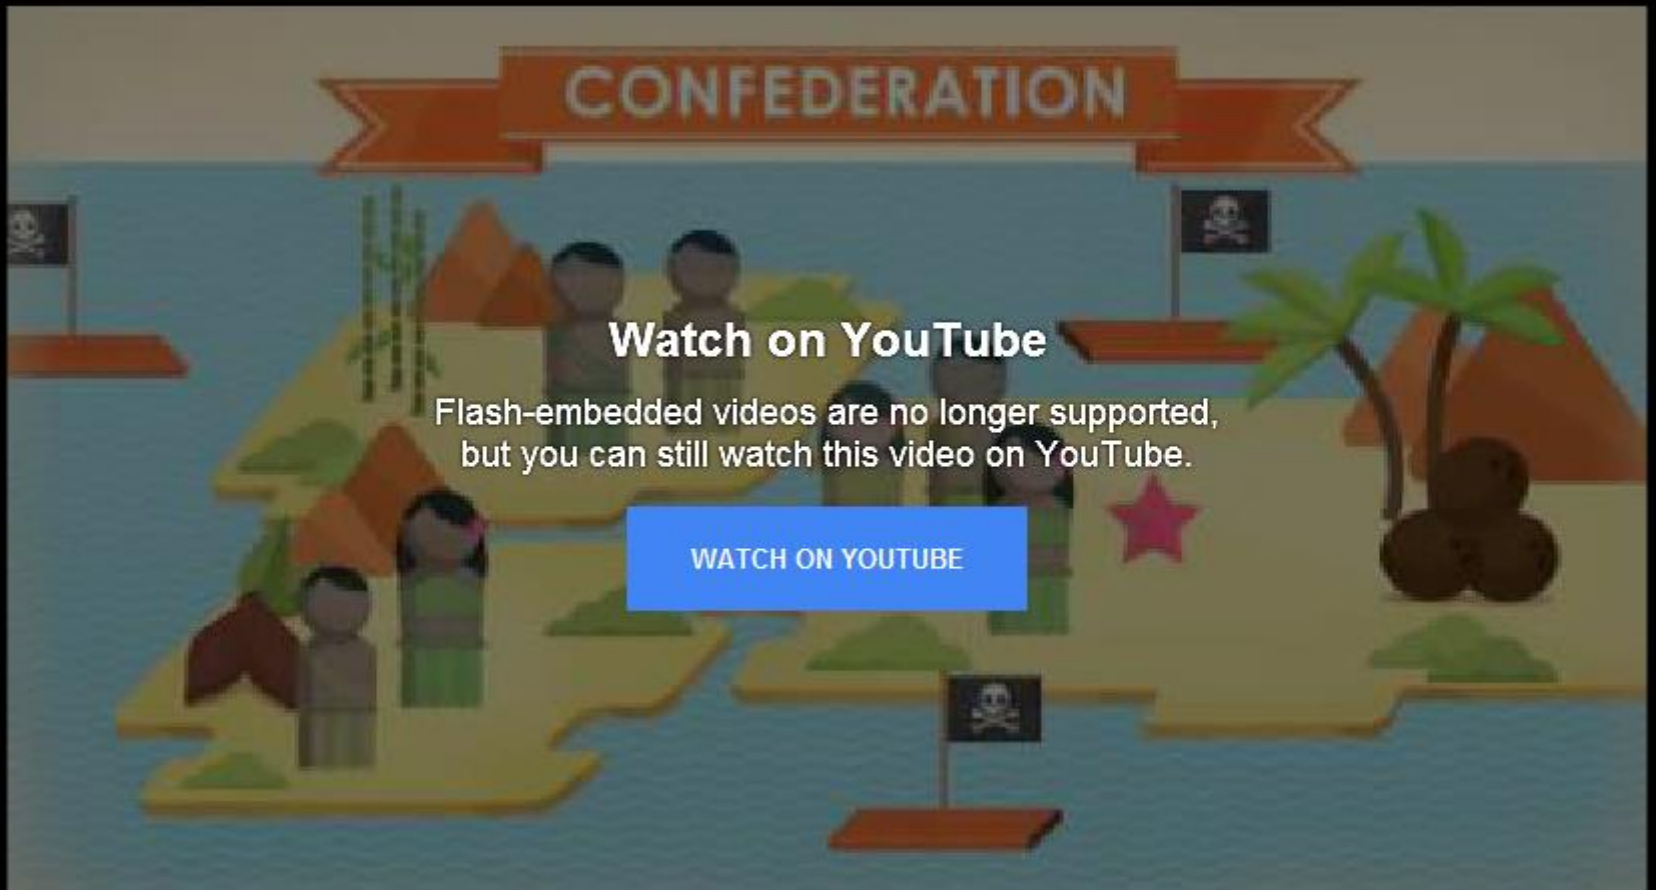 CONFEDERATION
Watch on YouTube
Flash-embedded videos are no longer supported,
but you can still watch this video on YouTube.
WATCH ON YOUTUBE